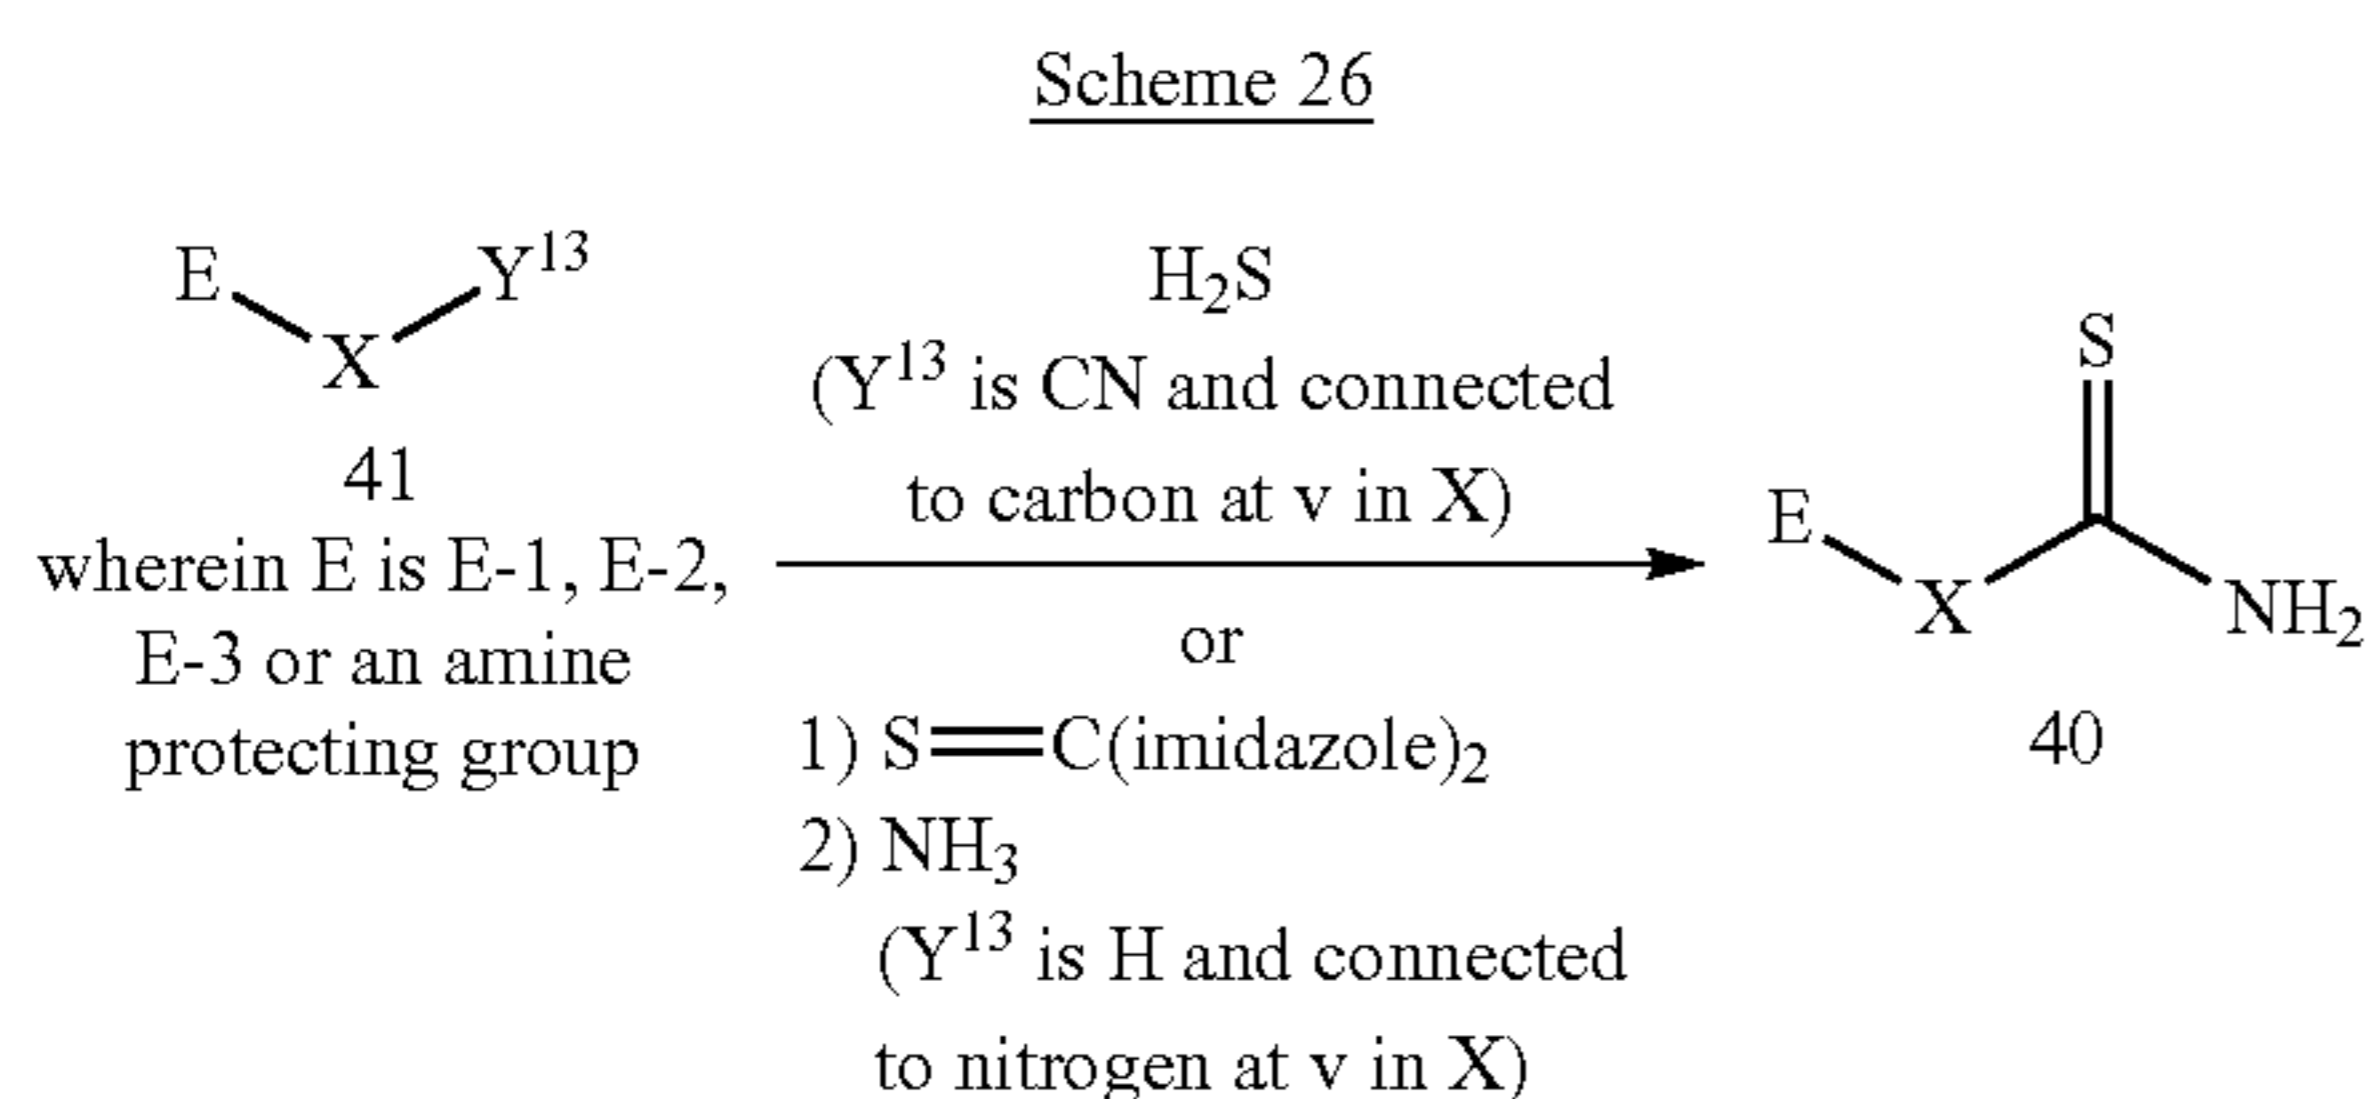 Scheme 26
E X Y¹³
41
wherein E is E-1, E-2,
E-3 or an amine
protecting group
H₂S
(Y¹³ is CN and connected
to carbon at v in X)
or
1) S=C(imidazole)₂
2) NH₃
(Y¹³ is H and connected
to nitrogen at v in X)
S
E X NH₂
40